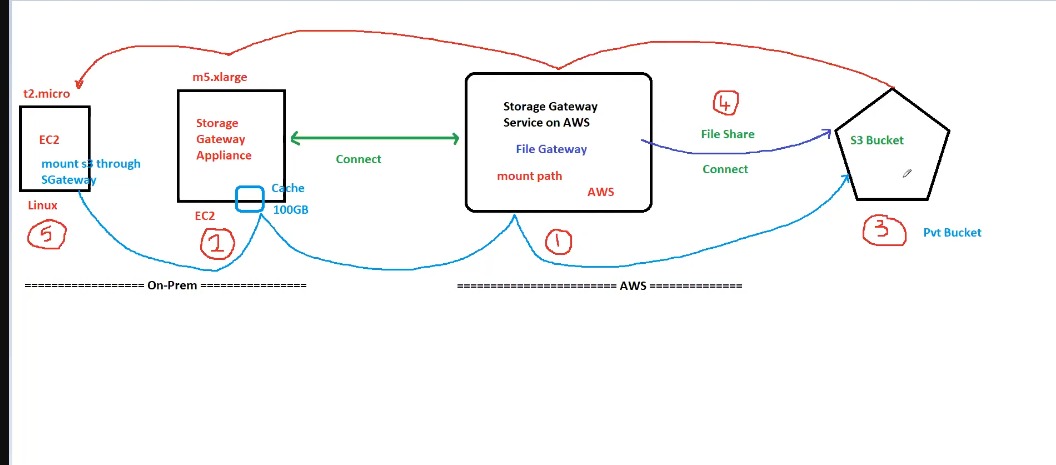 m5.xlarge
t2.micro
EC2
mount s3 through
SGateway
Linux
5
Storage
Gateway
Appliance
Cache
100GB
EC2
2
Connect
Storage Gateway
Service on AWS
File Gateway
mount path
AWS
1
4
File Share
Connect
S3 Bucket
3
Pvt Bucket
================== On-Prem ================
======================== AWS ==============